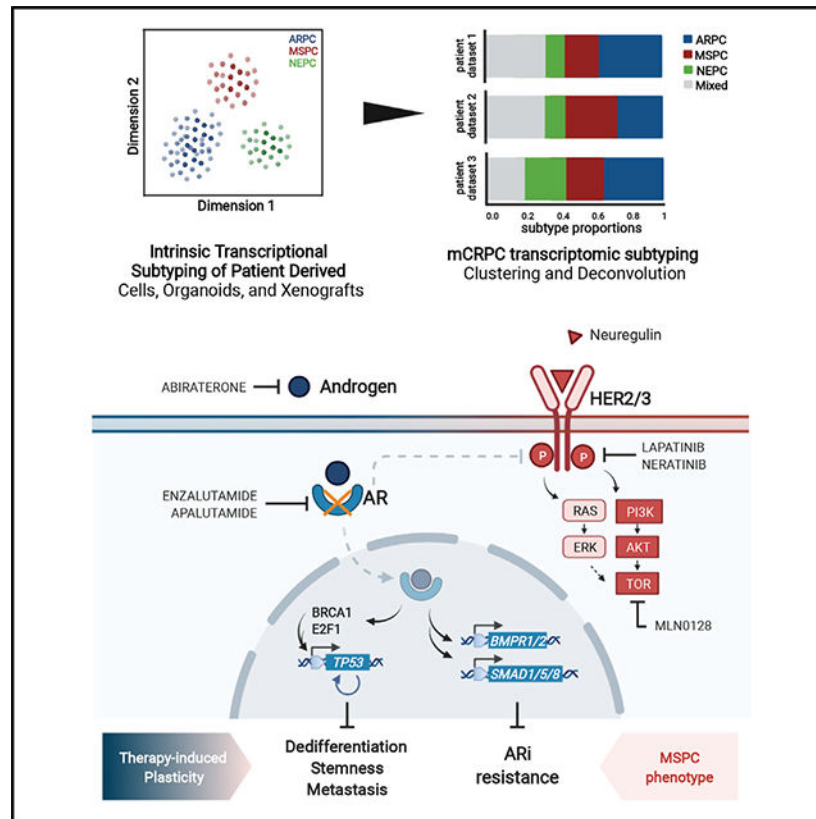 ARPC
MSPC
NEPC
Dimension 2
Dimension 1
Intrinsic Transcriptional
Subtyping of Patient Derived
Cells, Organoids, and Xenografts
patient
dataset 1
patient
dataset 2
patient
dataset 3
ARPC
MSPC
NEPC
Mixed
0.0 0.2 0.4 0.6 0.8 1
subtype proportions
mCRPC transcriptomic subtyping
Clustering and Deconvolution
Neuregulin
ABIRATERONE
Androgen
HER2/3
P
P
LAPATINIB
NERATINIB
ENZALUTAMIDE
APALUTAMIDE
AR
RAS
PI3K
ERK
AKT
TOR
MLN0128
BRCA1
E2F1
TP53
BMPR1/2
SMAD1/5/8
Therapy-induced
Plasticity
Dedifferentiation
Stemness
Metastasis
ARi
resistance
MSPC
phenotype